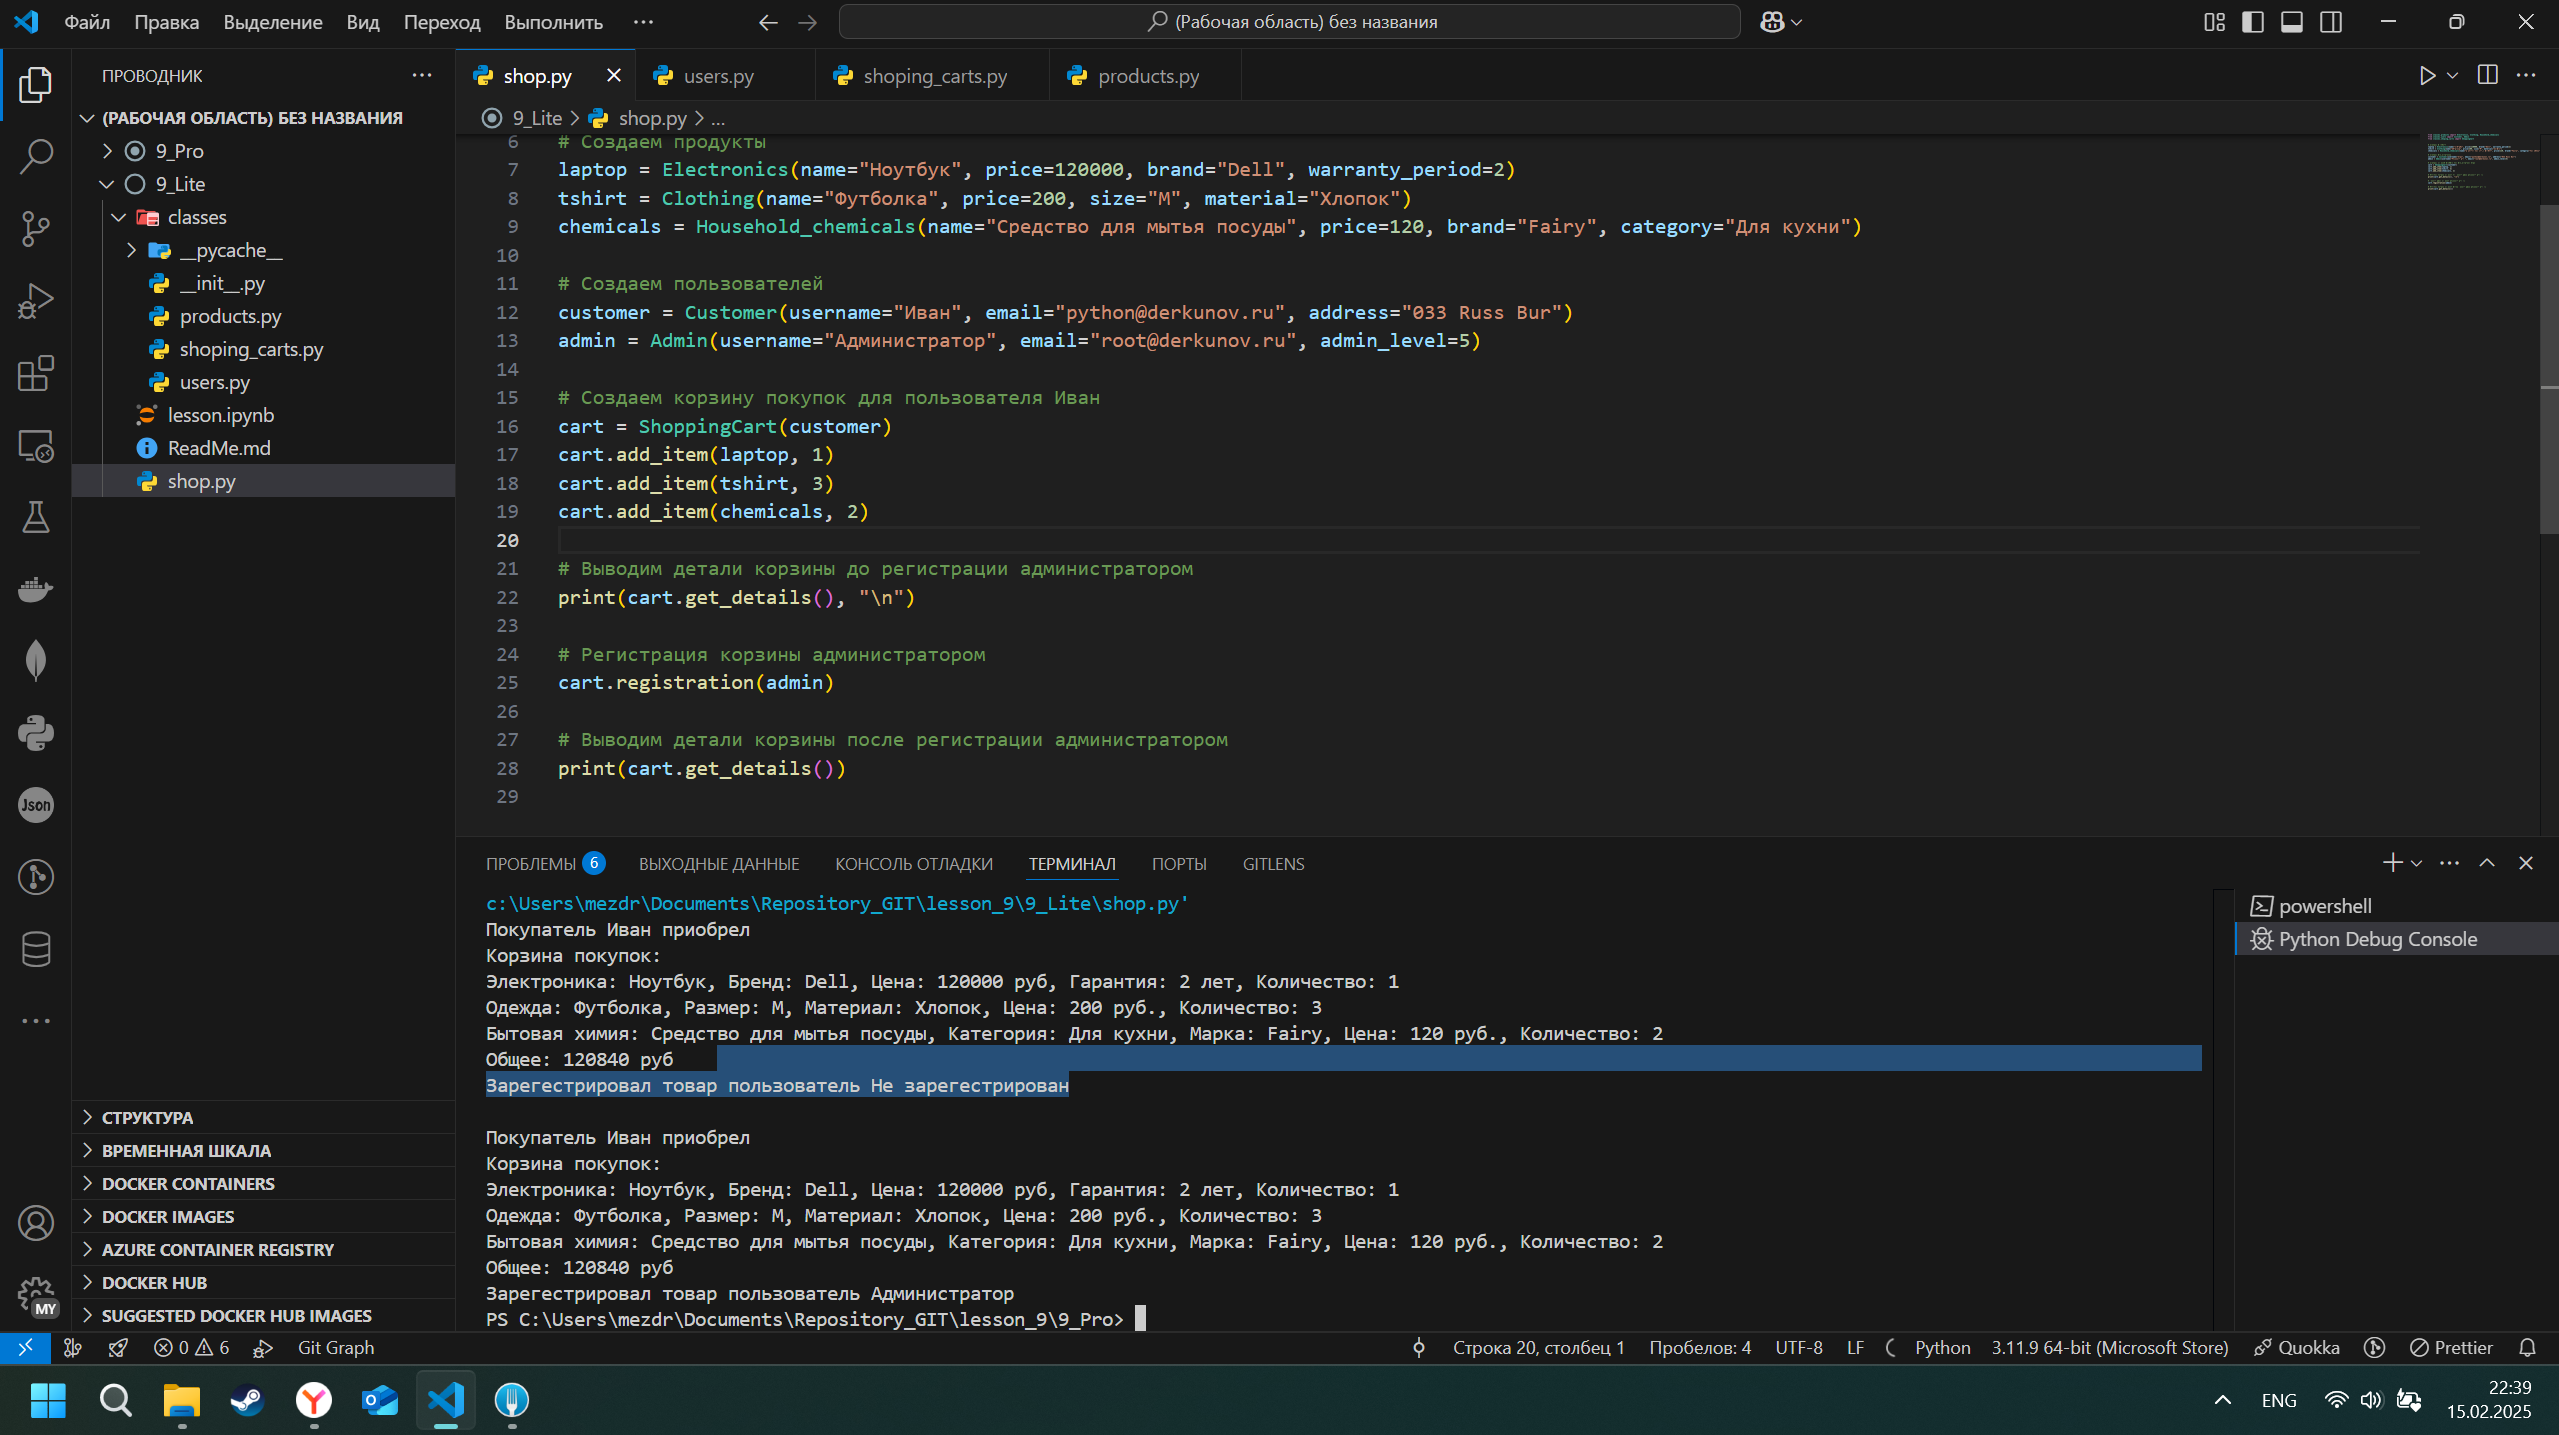 Файл Правка Выделение Вид Переход Выполнить ··· (Рабочая область) без названия
ПРОВОДНИК
(РАБОЧАЯ ОБЛАСТЬ) БЕЗ НАЗВАНИЯ
9_Pro
9_Lite
classes
__pycache__
__init__.py
products.py
shoping_carts.py
users.py
lesson.ipynb
ReadMe.md
shop.py
СТРУКТУРА
ВРЕМЕННАЯ ШКАЛА
DOCKER CONTAINERS
DOCKER IMAGES
AZURE CONTAINER REGISTRY
DOCKER HUB
SUGGESTED DOCKER HUB IMAGES
Json
MY
shop.py users.py shoping_carts.py products.py
9_Lite > shop.py > ...
6 # Создаем продукты
7 laptop = Electronics(name="Ноутбук", price=120000, brand="Dell", warranty_period=2)
8 tshirt = Clothing(name="Футболка", price=200, size="M", material="Хлопок")
9 chemicals = Household_chemicals(name="Средство для мытья посуды", price=120, brand="Fairy", category="Для кухни")
10
11 # Создаем пользователей
12 customer = Customer(username="Иван", email="python@derkunov.ru", address="033 Russ Bur")
13 admin = Admin(username="Администратор", email="root@derkunov.ru", admin_level=5)
14
15 # Создаем корзину покупок для пользователя Иван
16 cart = ShoppingCart(customer)
17 cart.add_item(laptop, 1)
18 cart.add_item(tshirt, 3)
19 cart.add_item(chemicals, 2)
20
21 # Выводим детали корзины до регистрации администратором
22 print(cart.get_details(), "\n")
23
24 # Регистрация корзины администратором
25 cart.registration(admin)
26
27 # Выводим детали корзины после регистрации администратором
28 print(cart.get_details())
29
ПРОБЛЕМЫ 6 ВЫХОДНЫЕ ДАННЫЕ КОНСОЛЬ ОТЛАДКИ ТЕРМИНАЛ ПОРТЫ GITLENS
c:\Users\mezdr\Documents\Repository_GIT\lesson_9\9_Lite\shop.py'
Покупатель Иван приобрел
Корзина покупок:
Электроника: Ноутбук, Бренд: Dell, Цена: 120000 руб, Гарантия: 2 лет, Количество: 1
Одежда: Футболка, Размер: M, Материал: Хлопок, Цена: 200 руб., Количество: 3
Бытовая химия: Средство для мытья посуды, Категория: Для кухни, Марка: Fairy, Цена: 120 руб., Количество: 2
Общее: 120840 руб
Зарегестрировал товар пользователь Не зарегестрирован
Покупатель Иван приобрел
Корзина покупок:
Электроника: Ноутбук, Бренд: Dell, Цена: 120000 руб, Гарантия: 2 лет, Количество: 1
Одежда: Футболка, Размер: M, Материал: Хлопок, Цена: 200 руб., Количество: 3
Бытовая химия: Средство для мытья посуды, Категория: Для кухни, Марка: Fairy, Цена: 120 руб., Количество: 2
Общее: 120840 руб
Зарегестрировал товар пользователь Администратор
PS C:\Users\mezdr\Documents\Repository_GIT\lesson_9\9_Pro>
powershell
Python Debug Console
0 6 Git Graph Строка 20, столбец 1 Пробелов: 4 UTF-8 LF Python 3.11.9 64-bit (Microsoft Store) Quokka Prettier
ENG
22:39
15.02.2025